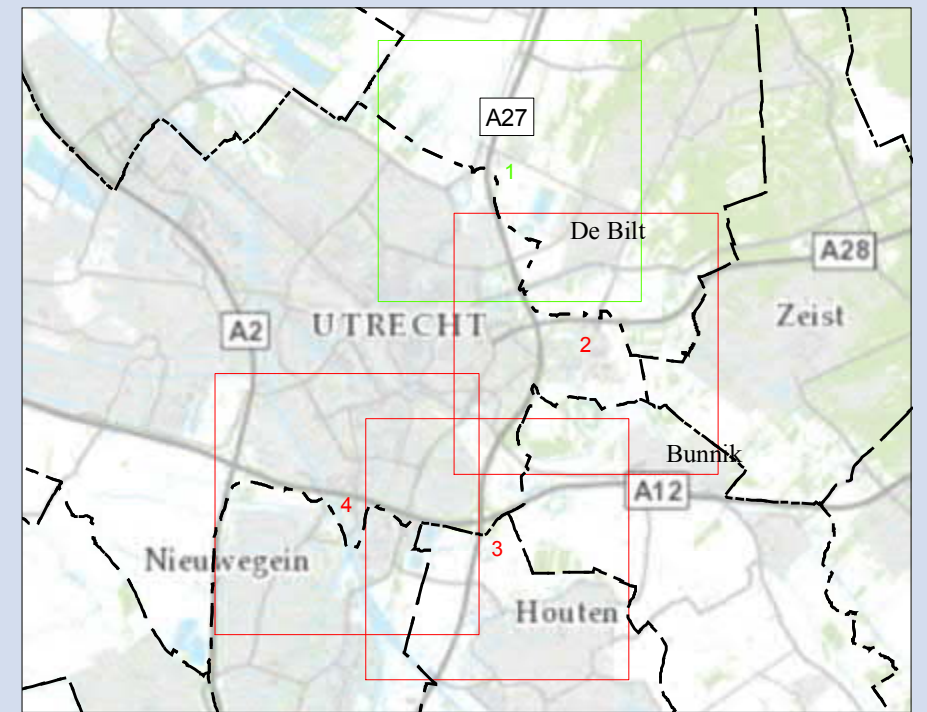 A27
1
De Bilt
A28
UTRECHT
Zeist
A2
2
Bunnik
A12
4
3
Nieuwegein
Houten